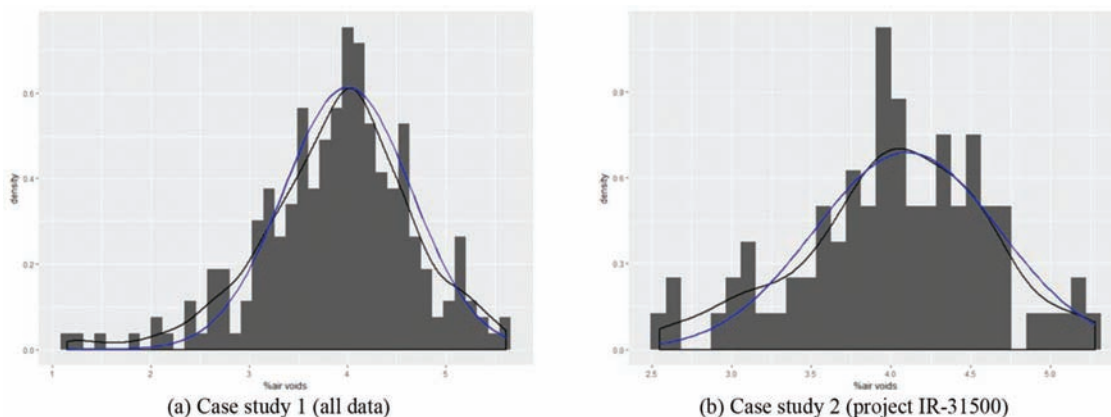 density
0.6
0.4
0.2
0.0
1 2 3 4 5
%air voids
(a) Case study 1 (all data)
density
0.9
0.6
0.3
0.0
2.5 3.0 3.5 4.0 4.5 5.0
%air voids
(b) Case study 2 (project IR-31500)